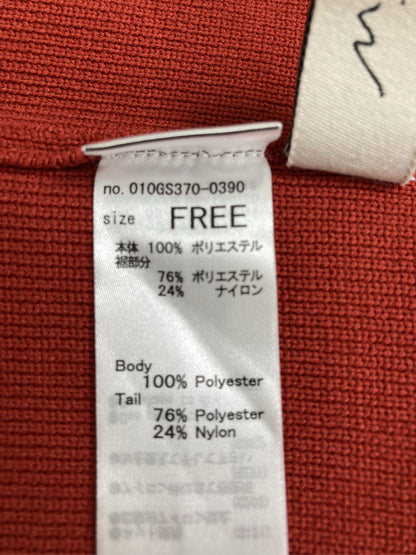 no. 010GS370-0390
size FREE
本体 100% ポリエステル
裾部分
76% ポリエステル
24% ナイロン
Body
100% Polyester
Tail
76% Polyester
24% Nylon